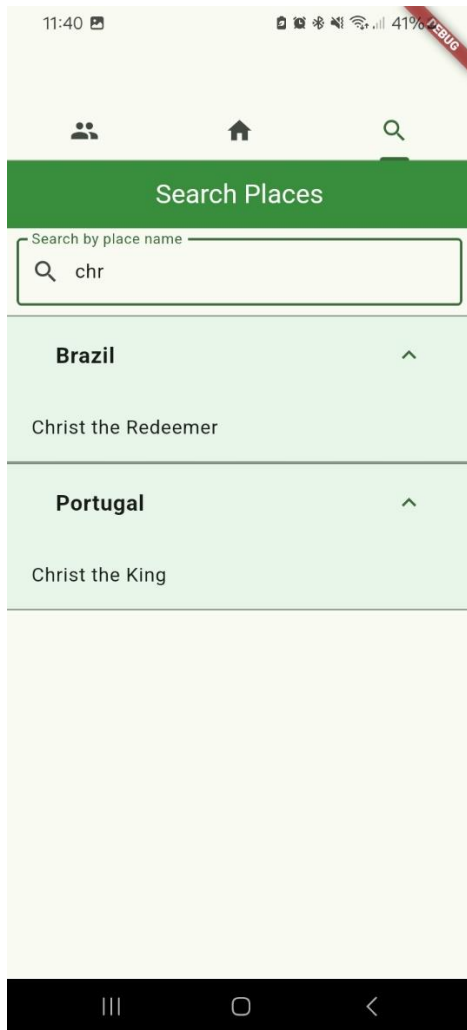 11:40
41%
DEBUG
Search Places
Search by place name
chr
Brazil
Christ the Redeemer
Portugal
Christ the King